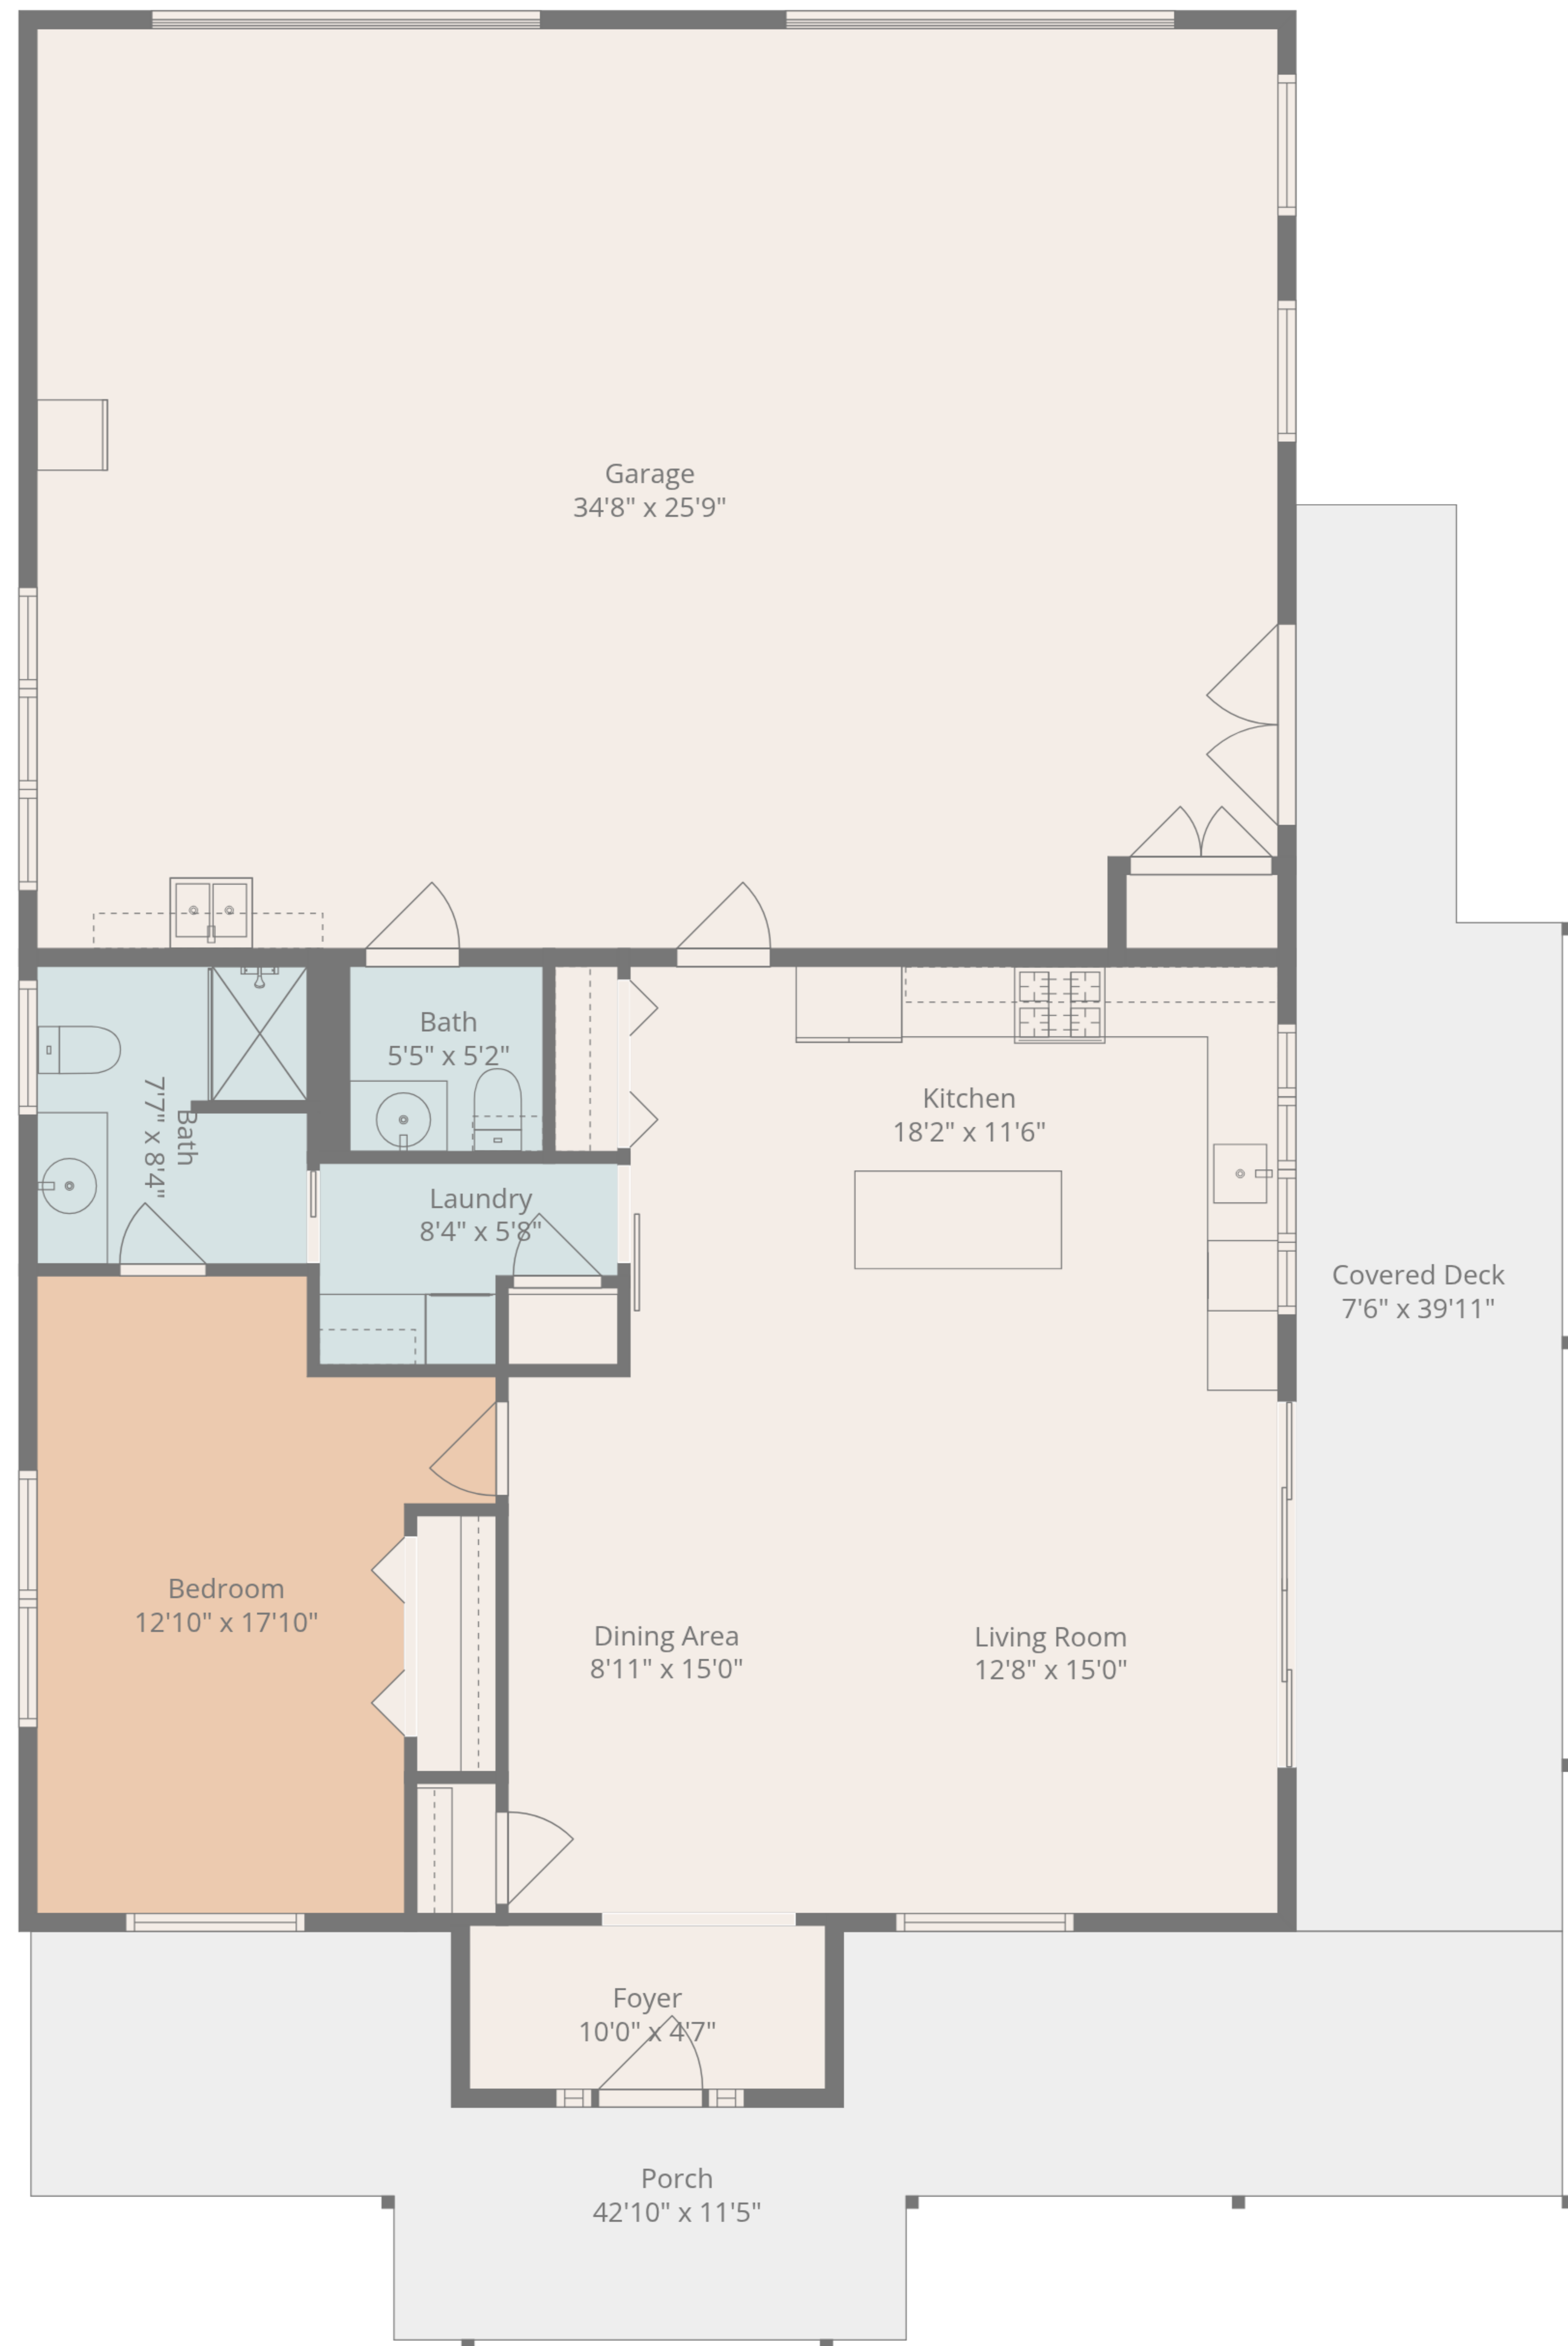 Garage
34'8" x 25'9"
Bath
5'5" x 5'2"
Kitchen
18'2" x 11'6"
Bath
7'7" x 8'4"
Laundry
8'4" x 5'8"
Covered Deck
7'6" x 39'11"
Bedroom
12'10" x 17'10"
Dining Area
8'11" x 15'0"
Living Room
12'8" x 15'0"
Foyer
10'0" x 4'7"
Porch
42'10" x 11'5"